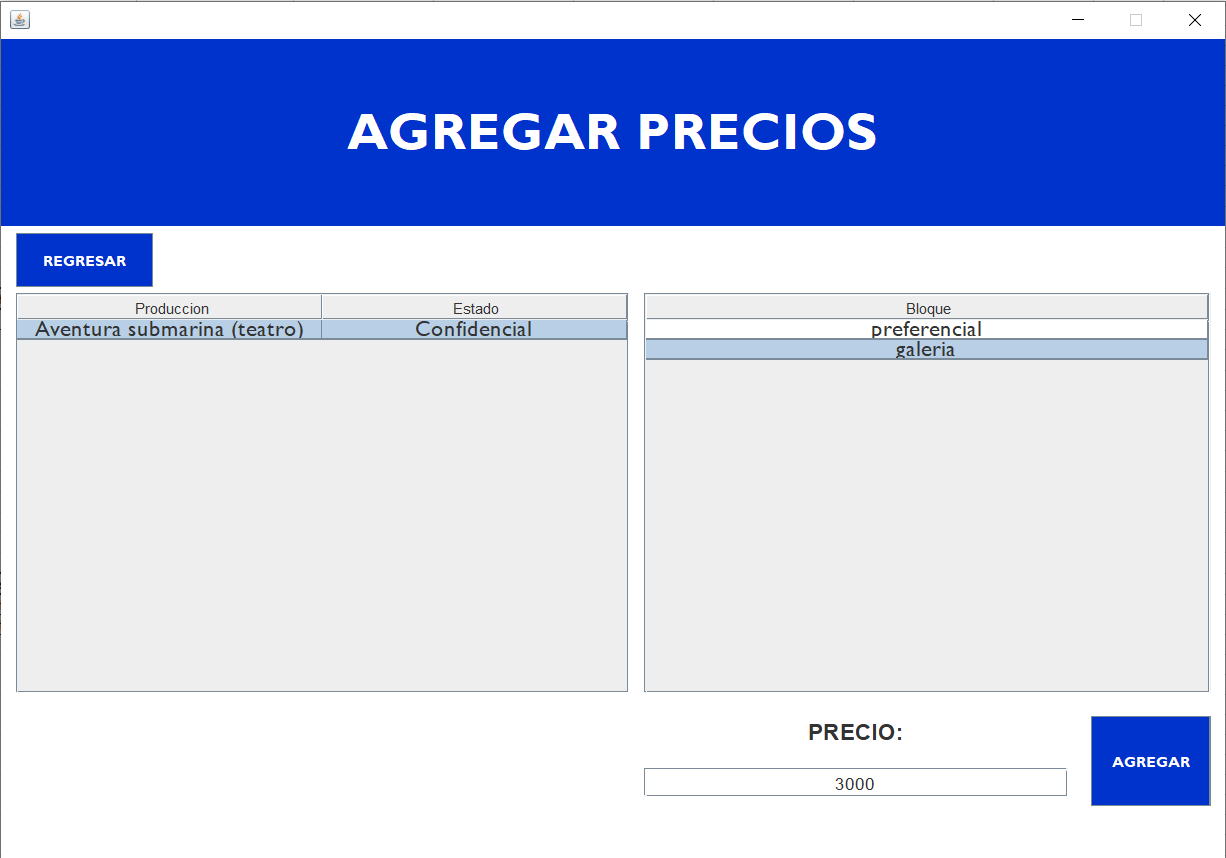 AGREGAR PRECIOS
REGRESAR
Produccion Estado
Aventura submarina (teatro) Confidencial
Bloque
preferencial
galeria
PRECIO:
3000
AGREGAR